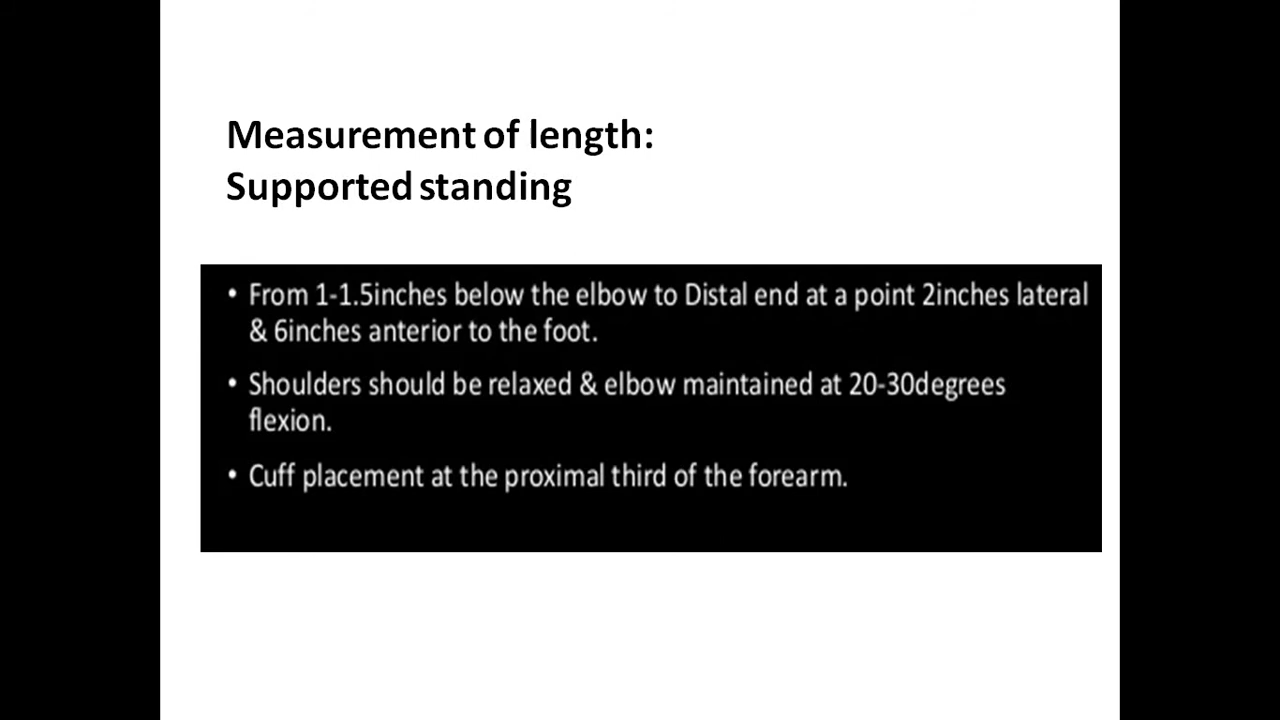 Measurement of length:
Supported standing
• From 1-1.5inches below the elbow to Distal end at a point 2inches lateral
& 6inches anterior to the foot.
• Shoulders should be relaxed & elbow maintained at 20-30degrees
flexion.
• Cuff placement at the proximal third of the forearm.